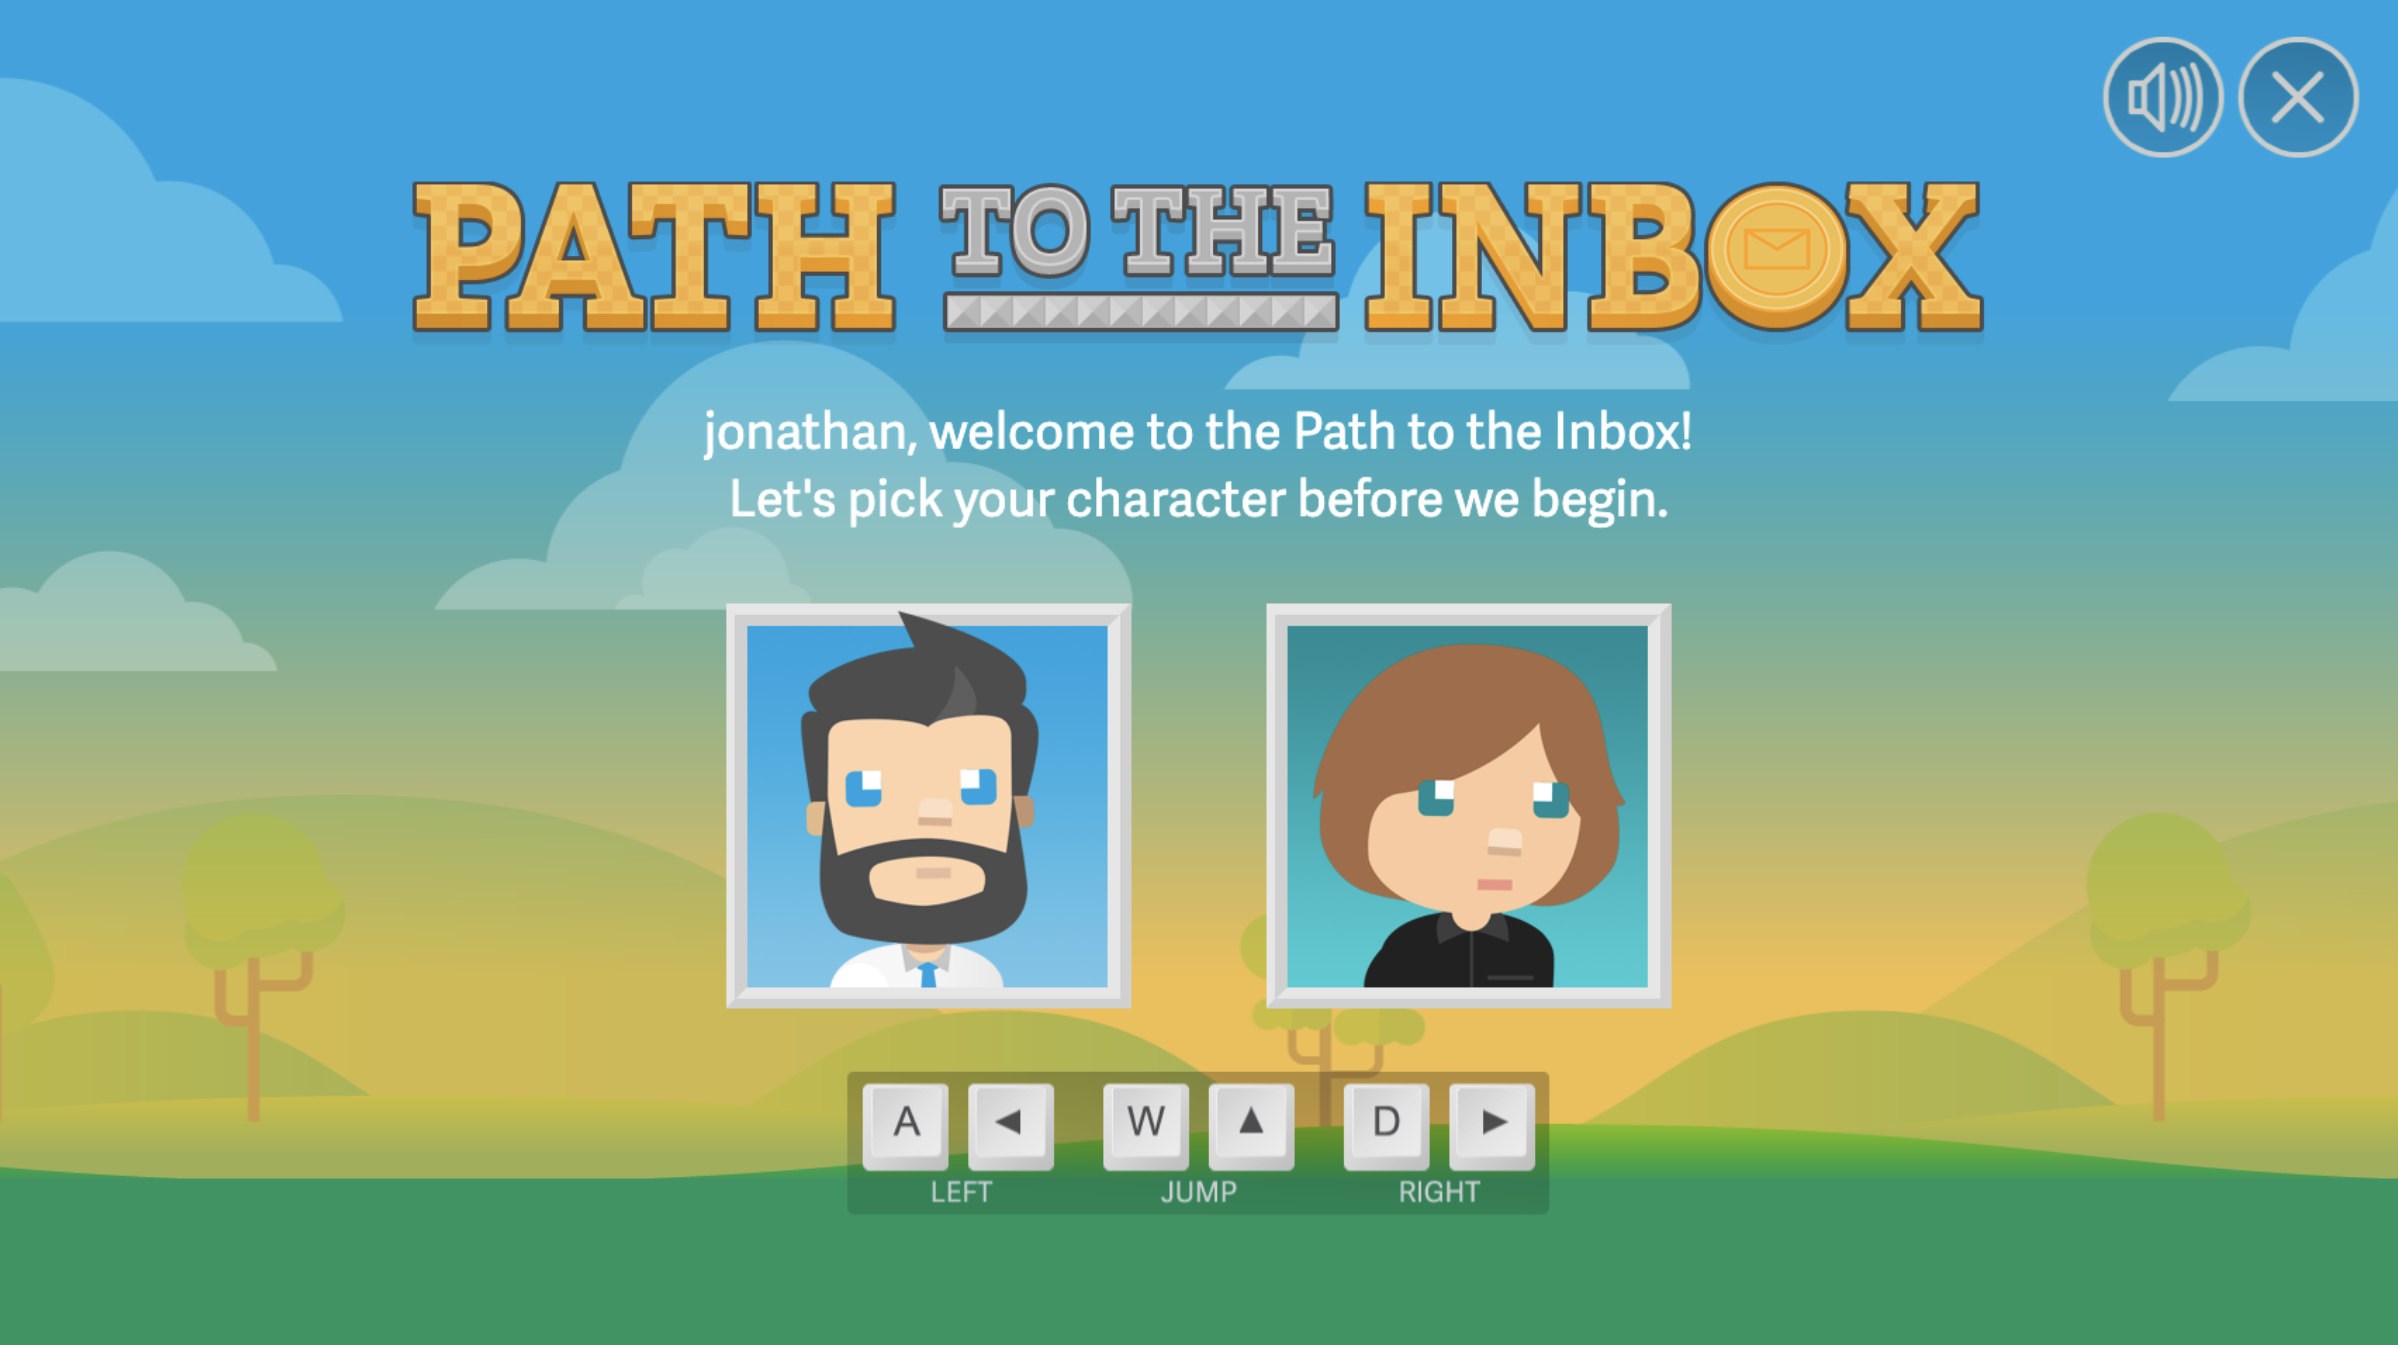 PATH TO THE INBOX
jonathan, welcome to the Path to the Inbox!
Let's pick your character before we begin.
A ◄ W ▲ D ►
LEFT JUMP RIGHT